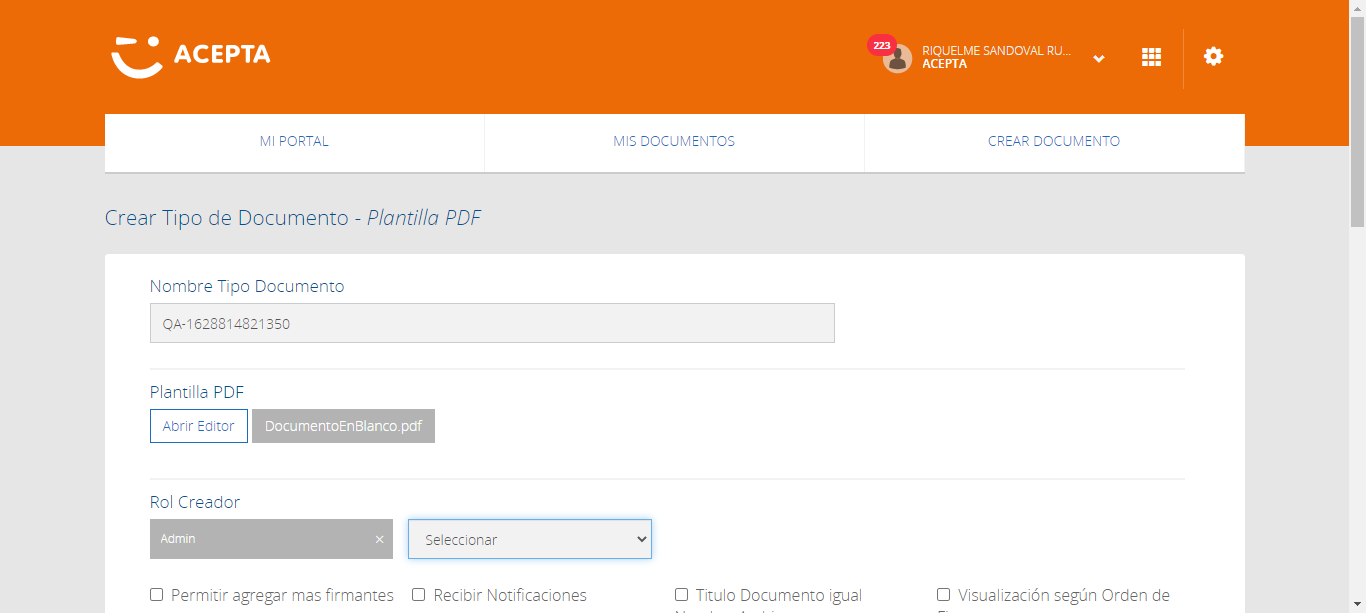 ACEPTA
223
RIQUELME SANDOVAL RU...
ACEPTA
MI PORTAL
MIS DOCUMENTOS
CREAR DOCUMENTO
Crear Tipo de Documento - Plantilla PDF
Nombre Tipo Documento
QA-1628814821350
Plantilla PDF
Abrir Editor
DocumentoEnBlanco.pdf
Rol Creador
Admin ×
Seleccionar
Permitir agregar mas firmantes
Recibir Notificaciones
Titulo Documento igual
Visualización según Orden de